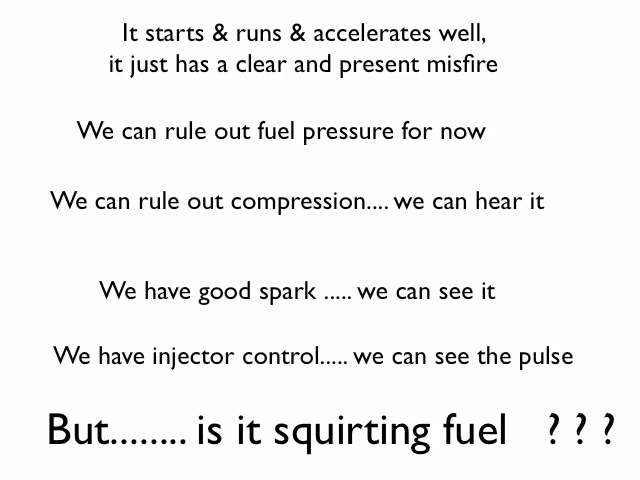 It starts & runs & accelerates well,
it just has a clear and present misfire
We can rule out fuel pressure for now
We can rule out compression.... we can hear it
We have good spark ..... we can see it
We have injector control..... we can see the pulse
But........ is it squirting fuel ? ? ?